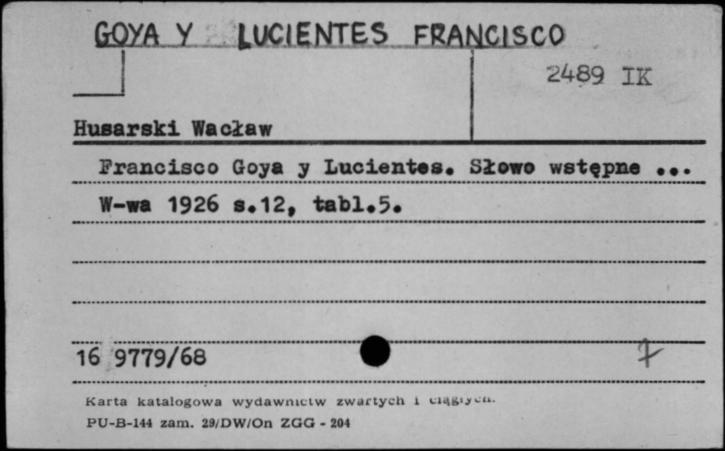 GOYA Y LUCIENTES FRANCISCO
2489 IK
Husarski Wacław
Francisco Goya y Lucientes. Słowo wstępne ...
W-wa 1926 s.12, tabl.5.
16 9779/68
Karta katalogowa wydawnictw zwartych i ciągłych.
PU-B-144 zam. 29/DW/On ZGG - 204